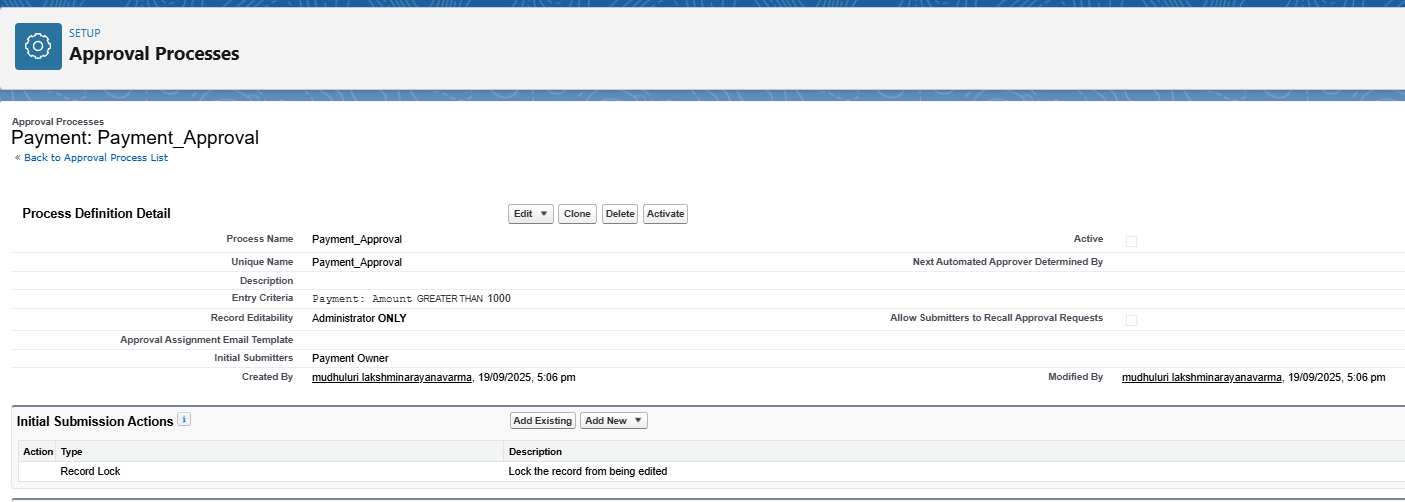 SETUP
Approval Processes
Approval Processes
Payment: Payment_Approval
« Back to Approval Process List
Process Definition Detail
Edit ▼ Clone Delete Activate
Process Name Payment_Approval Active
Unique Name Payment_Approval Next Automated Approver Determined By
Description
Entry Criteria Payment: Amount GREATER THAN 1000
Record Editability Administrator ONLY Allow Submitters to Recall Approval Requests
Approval Assignment Email Template
Initial Submitters Payment Owner
Created By mudhuluri lakshminarayanavarma, 19/09/2025, 5:06 pm Modified By mudhuluri lakshminarayanavarma, 19/09/2025, 5:06 pm
Initial Submission Actions i Add Existing Add New ▼
Action Type Description
Record Lock Lock the record from being edited